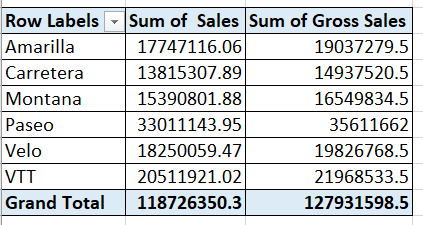 Row Labels Sum of  Sales Sum of Gross Sales
Amarilla 17747116.06 19037279.5
Carretera 13815307.89 14937520.5
Montana 15390801.88 16549834.5
Paseo 33011143.95 35611662
Velo 18250059.47 19826768.5
VTT 20511921.02 21968533.5
Grand Total 118726350.3 127931598.5